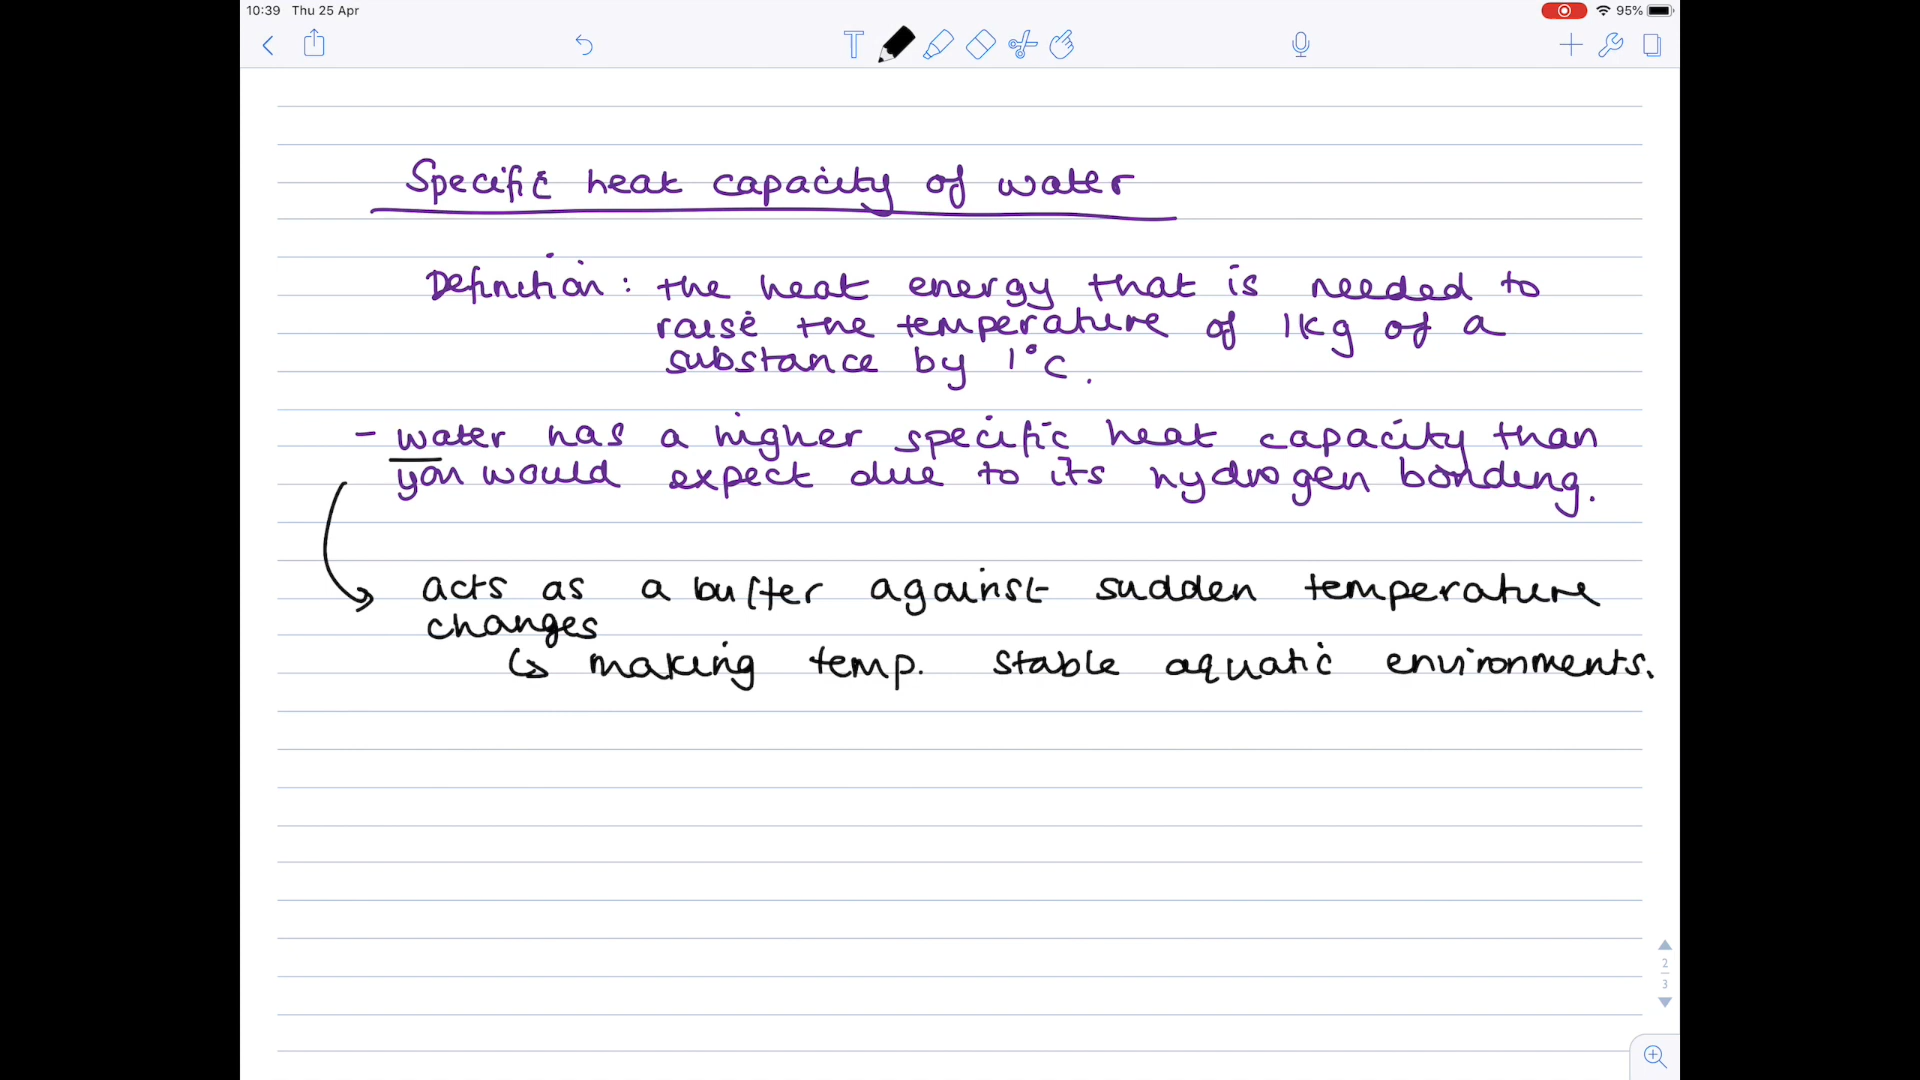 10:39 Thu 25 Apr
95%
T
Specific heat capacity of water
Definition: the heat energy that is needed to
raise the temperature of 1kg of a
substance by 1°c.
- water has a higher specific heat capacity than
you would expect due to its hydrogen bonding.
acts as a buffer against sudden temperature
changes
↳ making temp. stable aquatic environments.
2
3